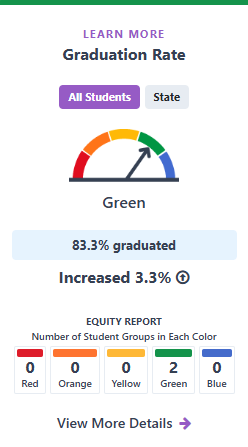 LEARN MORE
Graduation Rate
All Students State
Green
83.3% graduated
Increased 3.3%
EQUITY REPORT
Number of Student Groups in Each Color
0 0 0 2 0
Red Orange Yellow Green Blue
View More Details